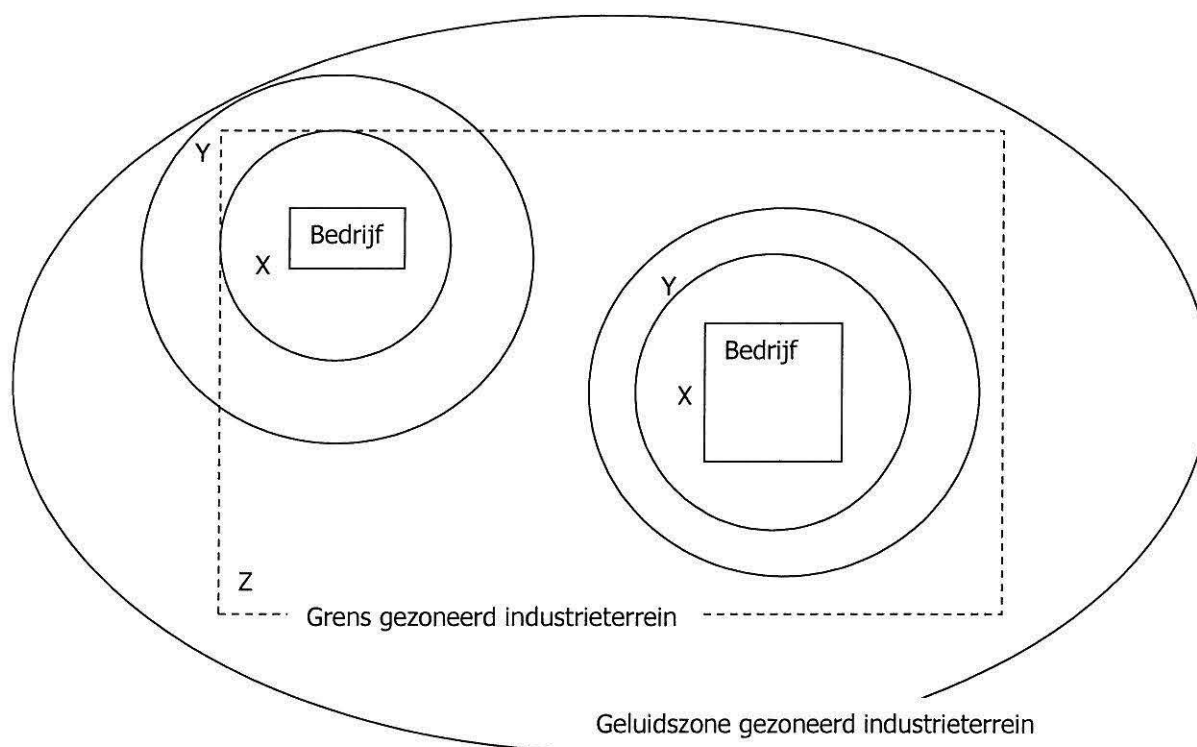 Y
Bedrijf
X
Y
Bedrijf
X
Z
Grens gezoneerd industrieterrein
Geluidszone gezoneerd industrieterrein